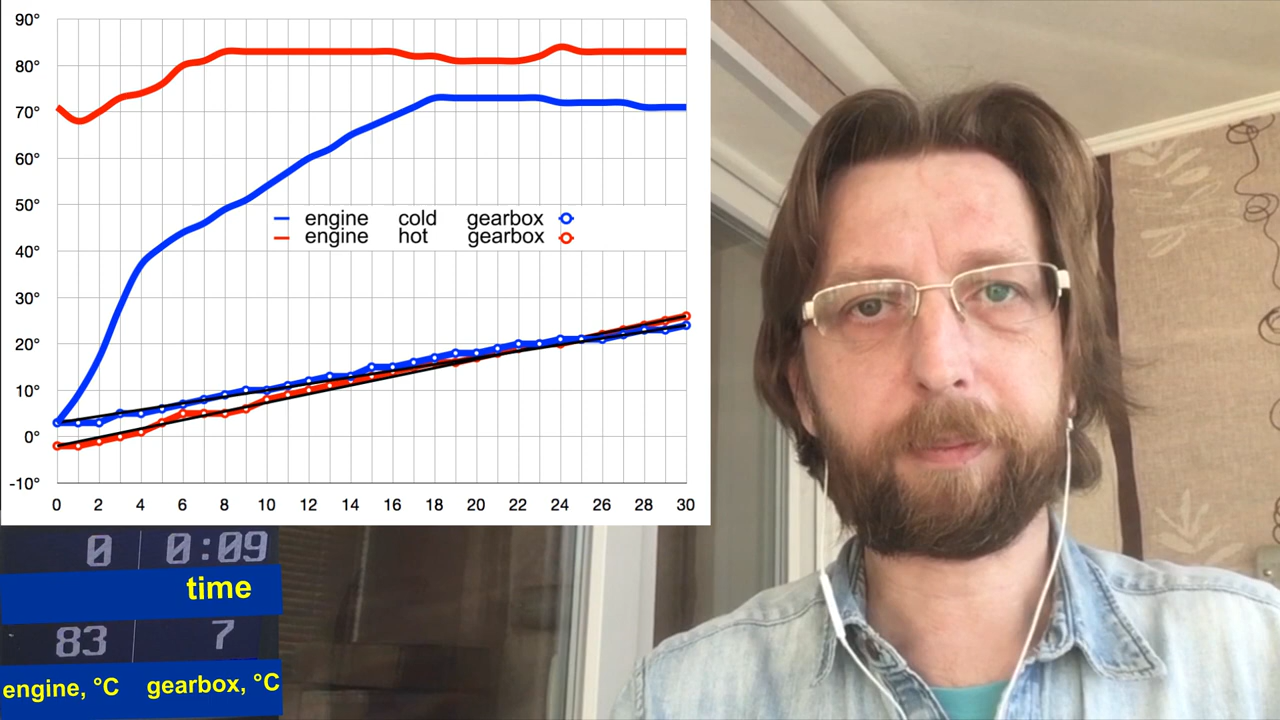 90°
80°
70°
60°
50°
40°
30°
20°
10°
0°
-10°
engine cold gearbox
engine hot gearbox
0 2 4 6 8 10 12 14 16 18 20 22 24 26 28 30
0 0:09
time
83 7
engine, °C gearbox, °C